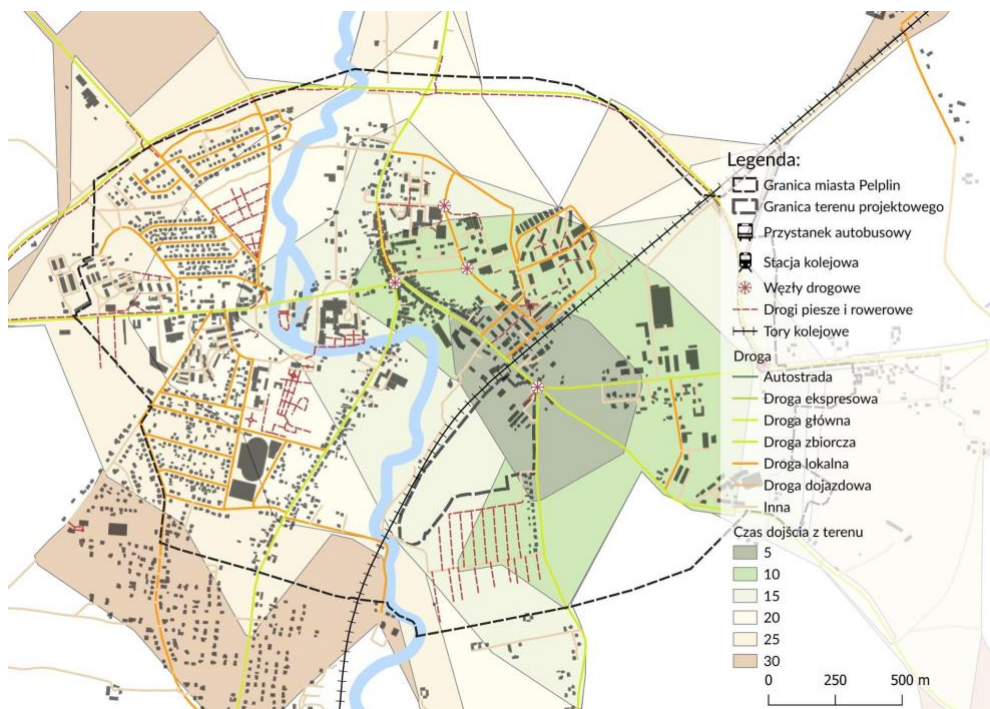 Legenda:
Granica miasta Pelplin
Granica terenu projektowego
Przystanek autobusowy
Stacja kolejowa
Węzły drogowe
Drogi piesze i rowerowe
Tory kolejowe
Droga
Autostrada
Droga ekspresowa
Droga główna
Droga zbiorcza
Droga lokalna
Droga dojazdowa
Inna
Czas dojścia z terenu
5
10
15
20
25
30
0 250 500 m